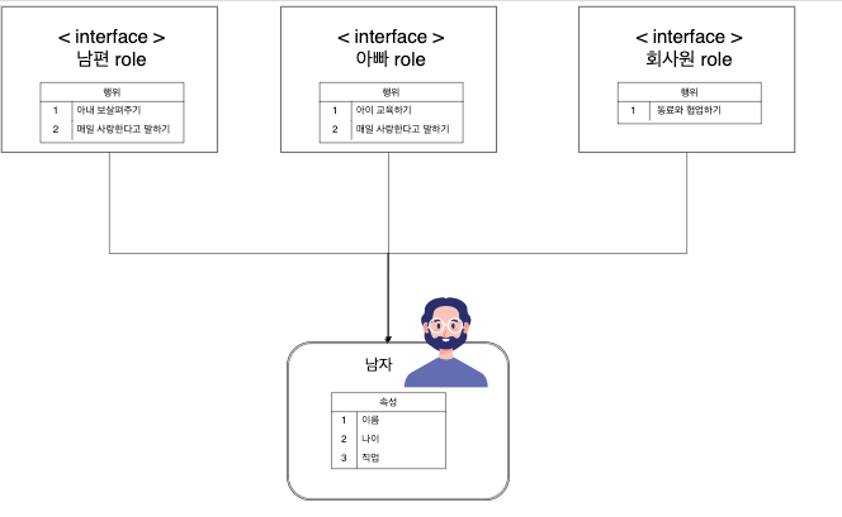 < interface >
남편 role
행위
1 아내 보살펴주기
2 매일 사랑한다고 말하기
< interface >
아빠 role
행위
1 아이 교육하기
2 매일 사랑한다고 말하기
< interface >
회사원 role
행위
1 동료와 협업하기
남자
속성
1 이름
2 나이
3 직업